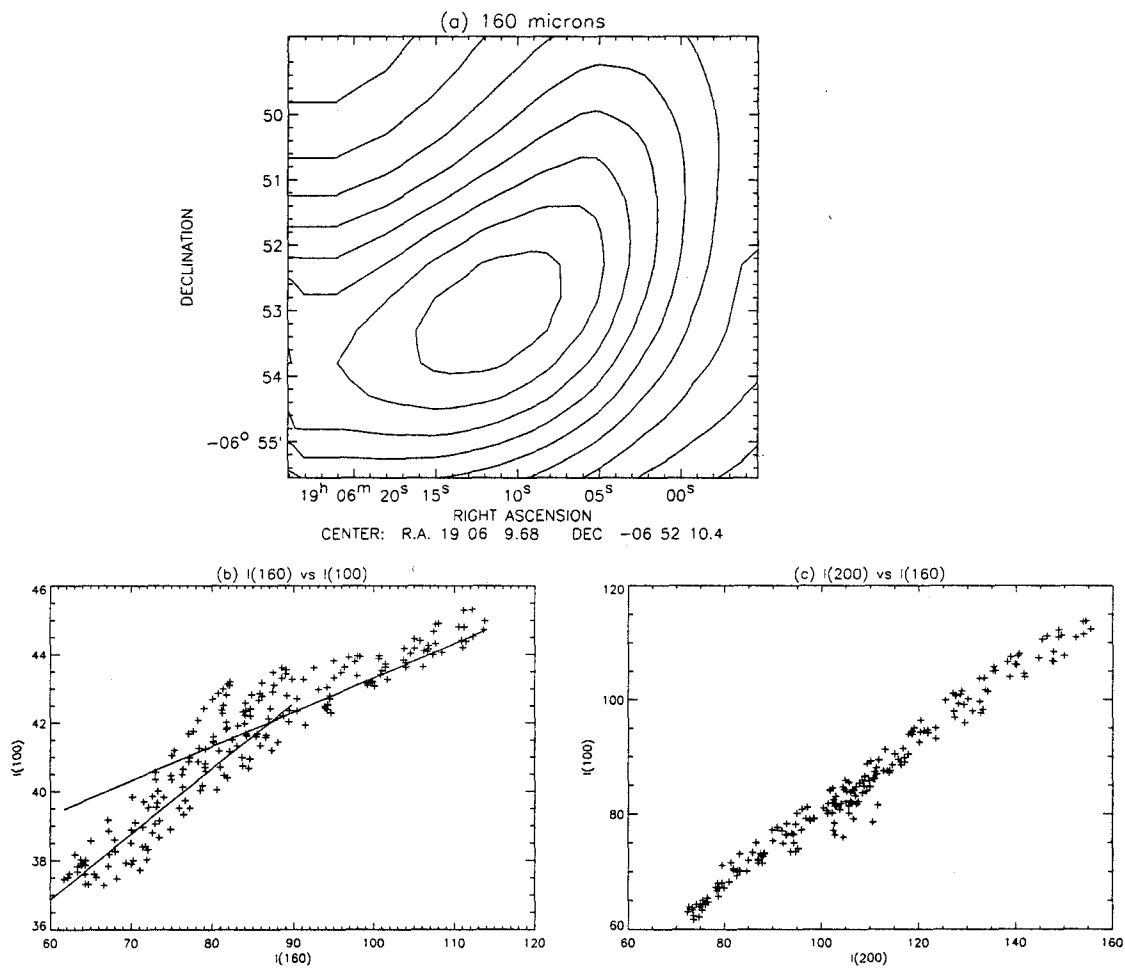 (a) 160 microns
50
51
52
53
54
-06° 55'
DECLINATION
19h 06m 20s 15s 10s 05s 00s
RIGHT ASCENSION
CENTER: R.A. 19 06 9.68 DEC -06 52 10.4
(b) I(160) vs I(100)
46
44
42
40
38
36
I(100)
60 70 80 90 100 110 120
I(160)
(c) I(200) vs I(160)
120
100
80
60
I(100)
60 80 100 120 140 160
I(200)